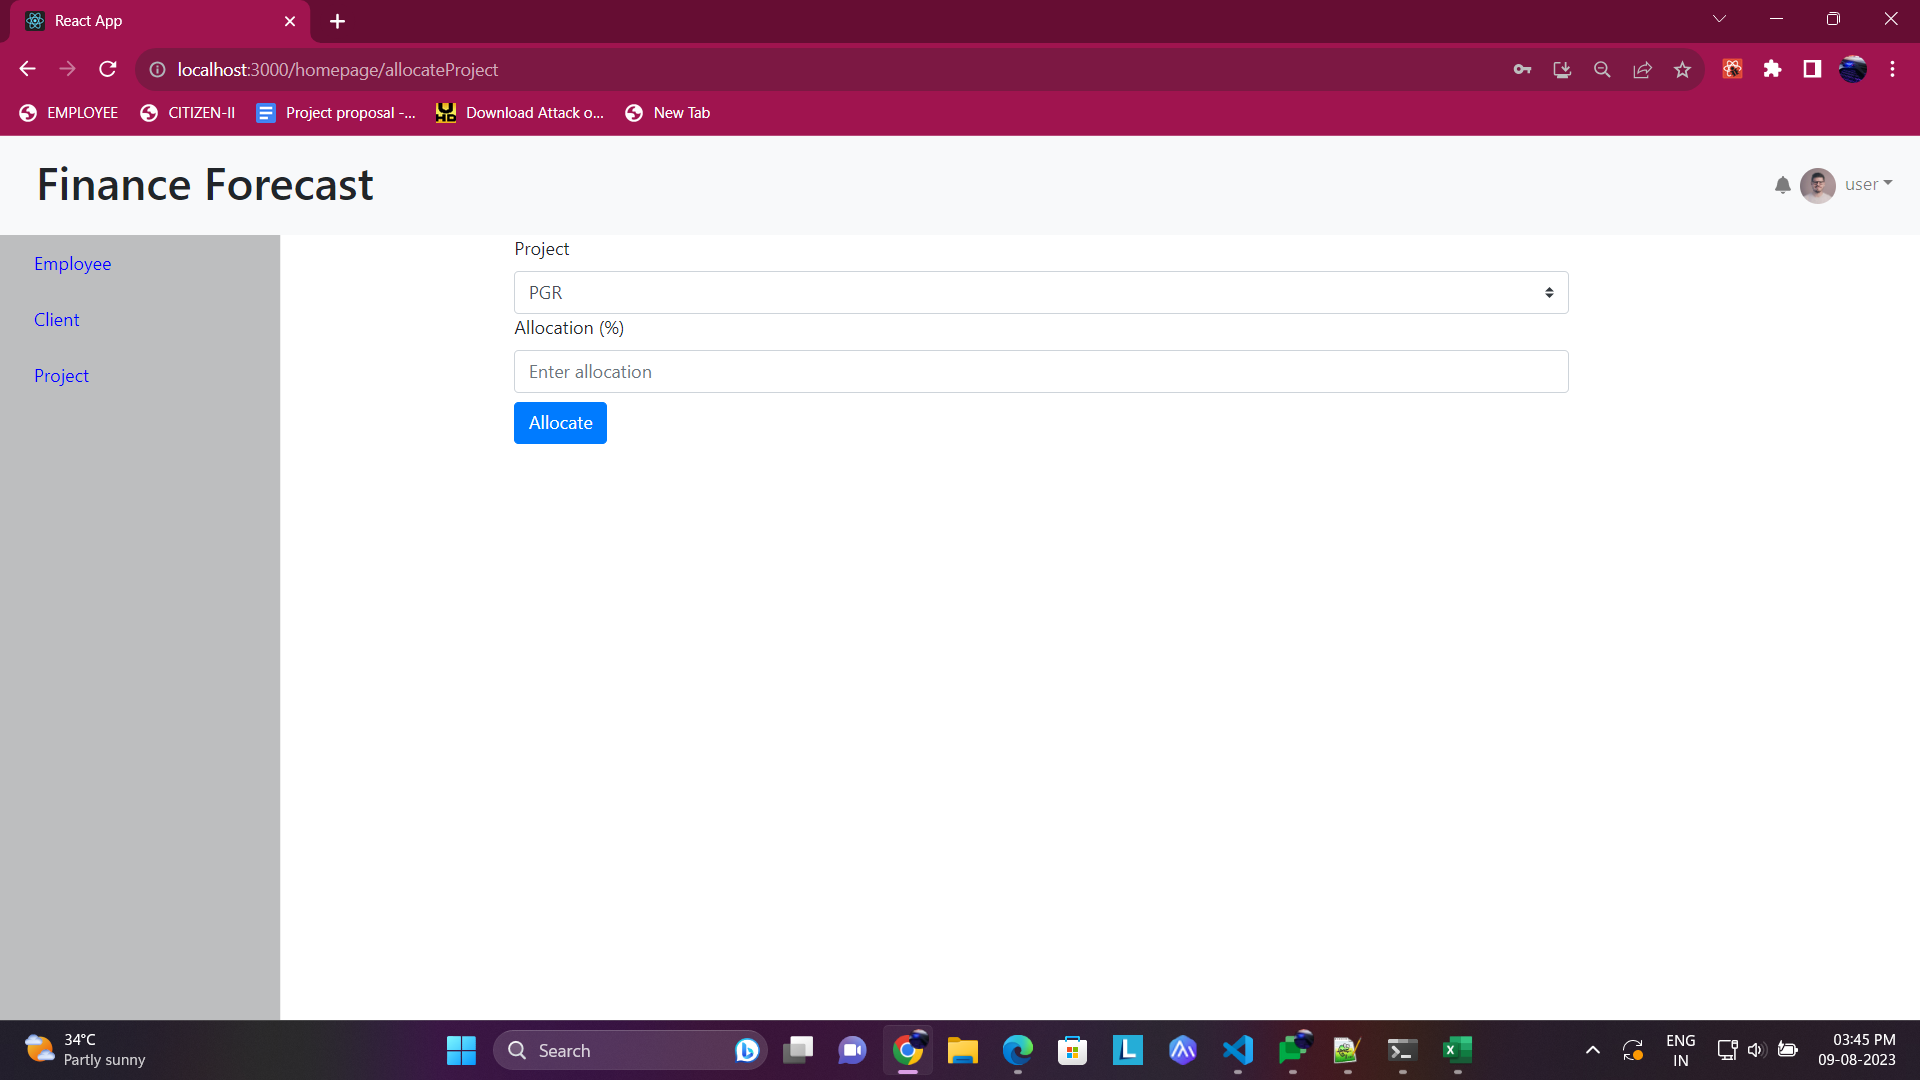 React App
localhost:3000/homepage/allocateProject
EMPLOYEE
CITIZEN-II
Project proposal -...
Download Attack o...
New Tab
Finance Forecast
user
Employee
Client
Project
Project
PGR
Allocation (%)
Enter allocation
Allocate
34°C
Partly sunny
Search
ENG
IN
03:45 PM
09-08-2023